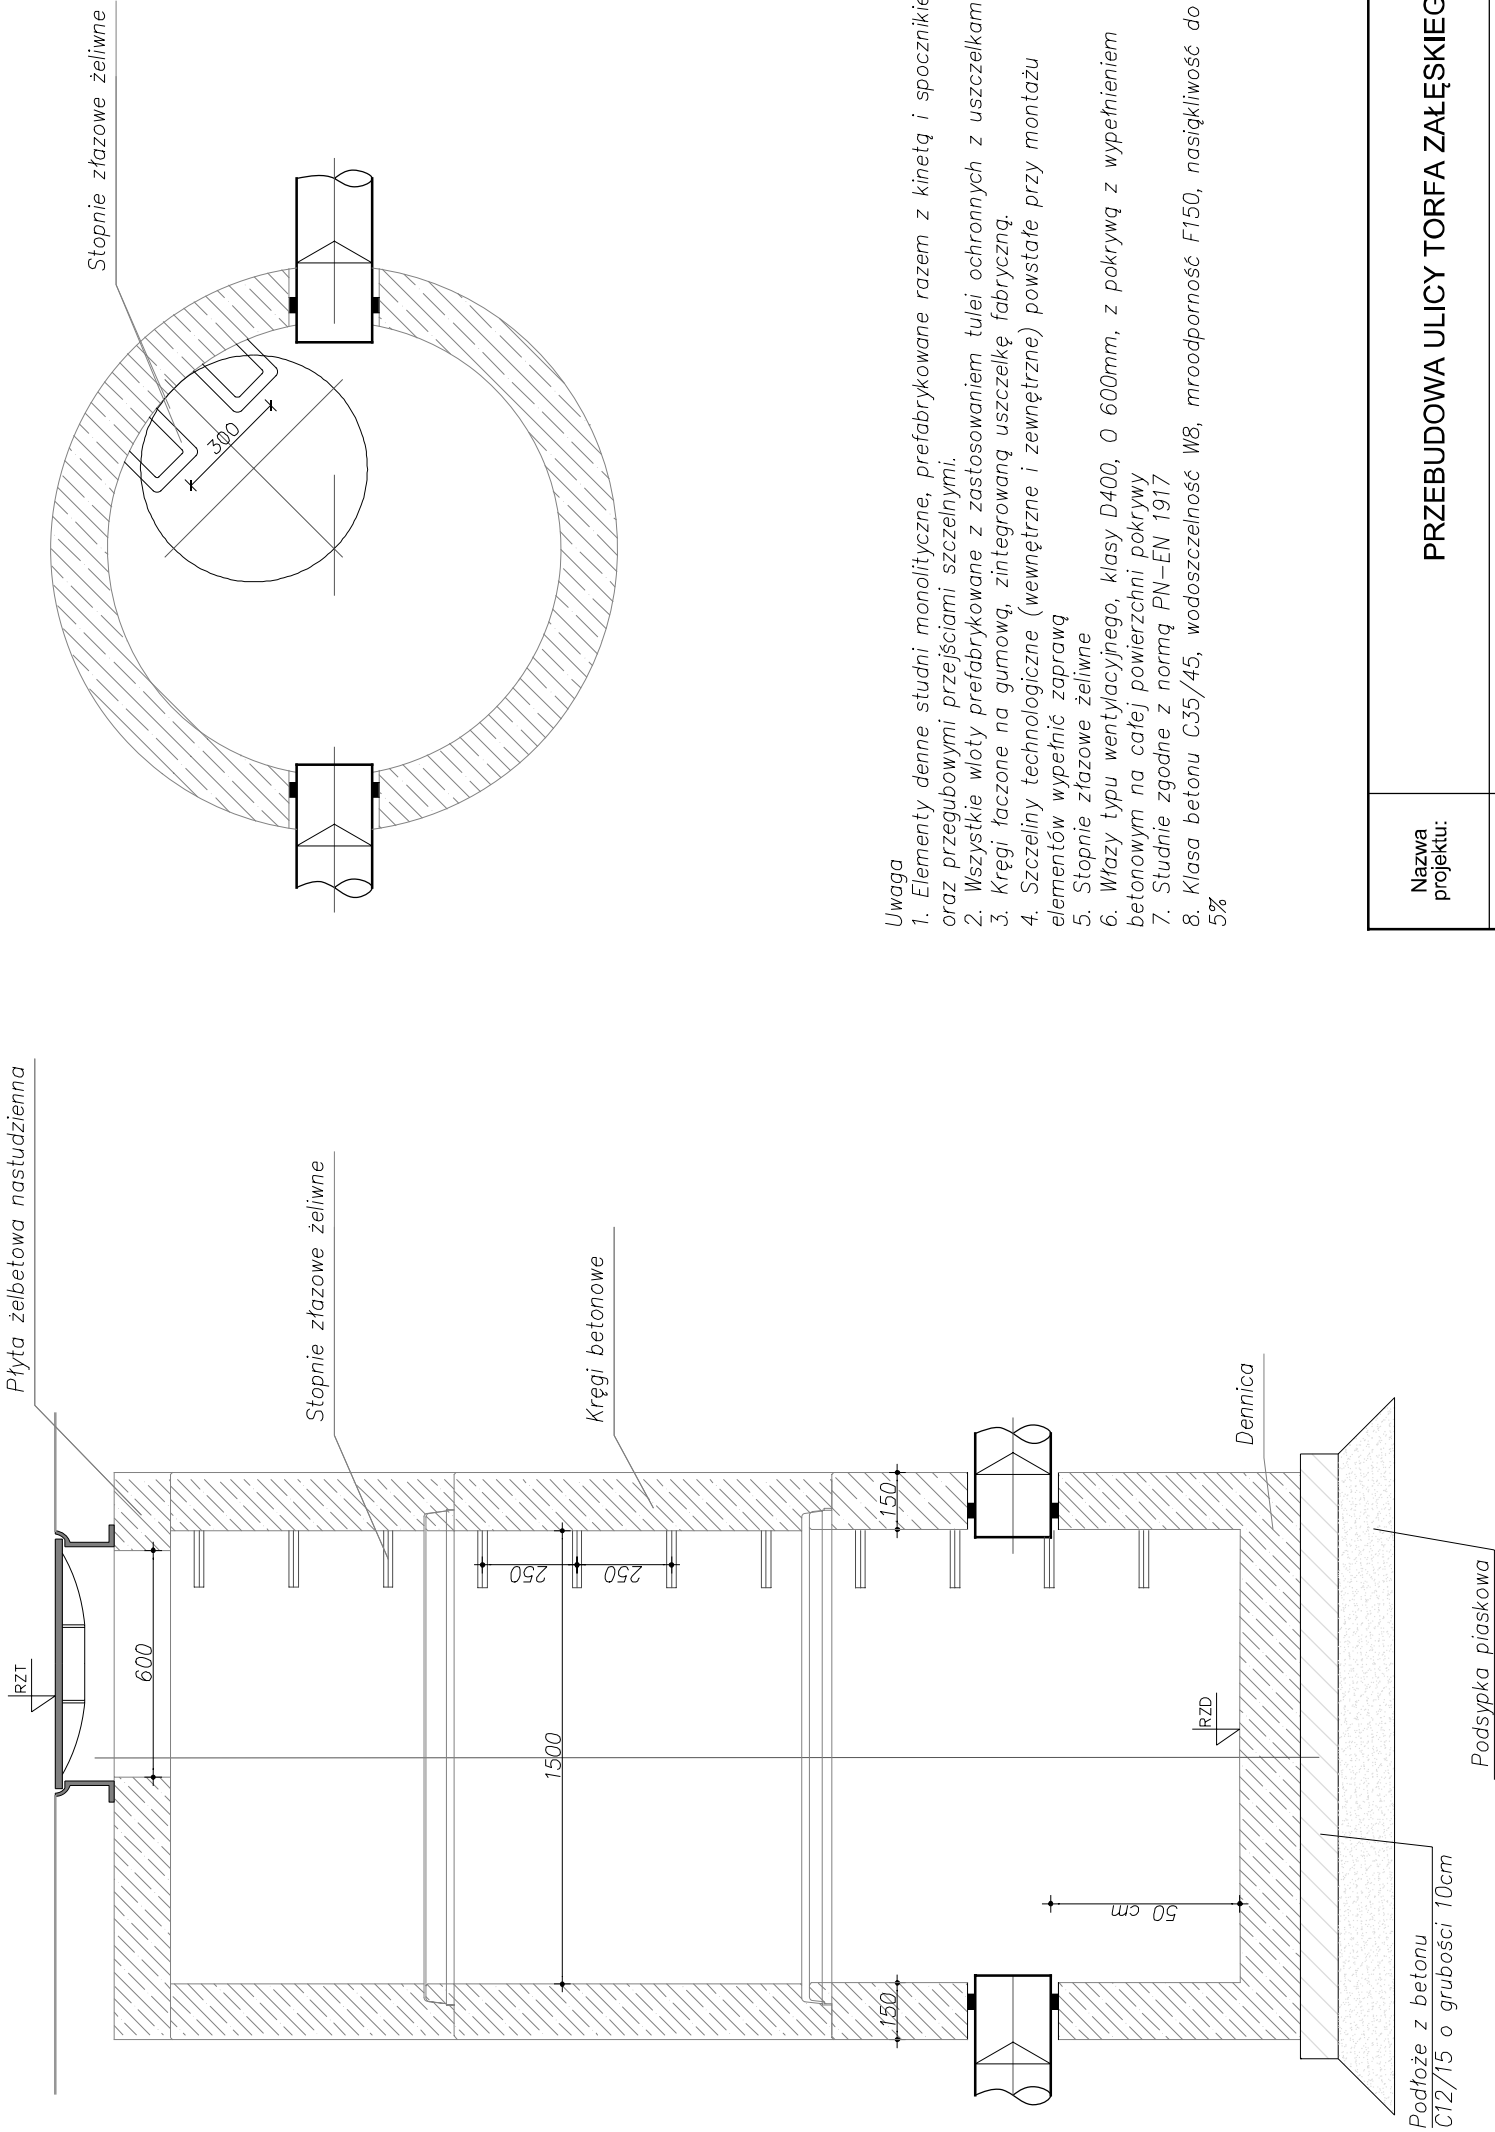 Płyta żelbetowa nastudzienna
RZT
600
Stopnie złazowe żeliwne
250
250
1500
Kręgi betonowe
150
150
RZD
50 cm
Dennica
Podłoże z betonu
C12/15 o grubości 10cm
Podsypka piaskowa
Stopnie złazowe żeliwne
300
Uwaga
1. Elementy denne studni monolityczne, prefabrykowane razem z kinetą i spocznikie
oraz przegubowymi przejściami szczelnymi.
2. Wszystkie wloty prefabrykowane z zastosowaniem tulei ochronnych z uszczelkam
3. Kręgi łaczone na gumową, zintegrowaną uszczelkę fabryczną.
4. Szczeliny technologiczne (wewnętrzne i zewnętrzne) powstałe przy montażu
elementów wypełnić zaprawą
5. Stopnie złazowe żeliwne
6. Włazy typu wentylacyjnego, klasy D400, O 600mm, z pokrywą z wypełnieniem
betonowym na całej powierzchni pokrywy
7. Studnie zgodne z normą PN-EN 1917
8. Klasa betonu C35/45, wodoszczelność W8, mroodporność F150, nasiąkliwość do
5%
Nazwa
projektu:
PRZEBUDOWA ULICY TORFA ZAŁĘSKIEG